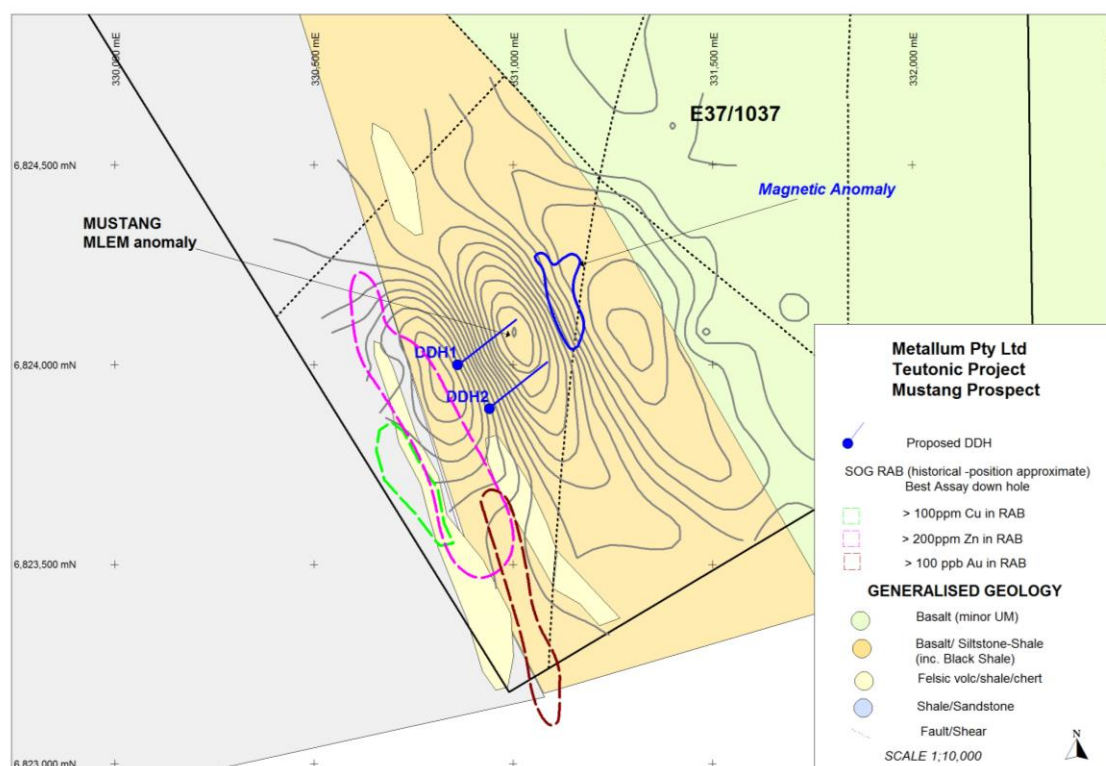 330,000 mE
330,500 mE
331,000 mE
331,500 mE
332,000 mE
E37/1037
6,824,500 mN
Magnetic Anomaly
MUSTANG
MLEM anomaly
DDH1
6,824,000 mN
DDH2
6,823,500 mN
6,823,000 mN
Metallum Pty Ltd
Teutonic Project
Mustang Prospect
Proposed DDH
SOG RAB (historical -position approximate)
Best Assay down hole
> 100ppm Cu in RAB
> 200ppm Zn in RAB
> 100 ppb Au in RAB
GENERALISED GEOLOGY
Basalt (minor UM)
Basalt/ Siltstone-Shale
(inc. Black Shale)
Felsic volc/shale/chert
Shale/Sandstone
Fault/Shear
SCALE 1;10,000
N